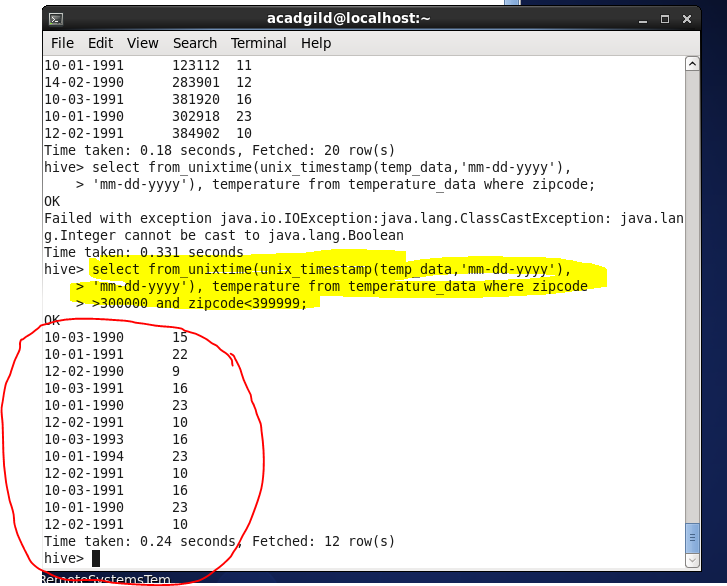 acadgild@localhost:~
File Edit View Search Terminal Help
10-01-1991 123112 11
14-02-1990 283901 12
10-03-1991 381920 16
10-01-1990 302918 23
12-02-1991 384902 10
Time taken: 0.18 seconds, Fetched: 20 row(s)
hive> select from_unixtime(unix_timestamp(temp_data,'mm-dd-yyyy'),
> 'mm-dd-yyyy'), temperature from temperature_data where zipcode;
OK
Failed with exception java.io.IOException:java.lang.ClassCastException: java.lan
g.Integer cannot be cast to java.lang.Boolean
Time taken: 0.331 seconds
hive> select from_unixtime(unix_timestamp(temp_data,'mm-dd-yyyy'),
> 'mm-dd-yyyy'), temperature from temperature_data where zipcode
> >300000 and zipcode<399999;
OK
10-03-1990 15
10-01-1991 22
12-02-1990 9
10-03-1991 16
10-01-1990 23
12-02-1991 10
10-03-1993 16
10-01-1994 23
12-02-1991 10
10-03-1991 16
10-01-1990 23
12-02-1991 10
Time taken: 0.24 seconds, Fetched: 12 row(s)
hive>
RemoteSystemsTem